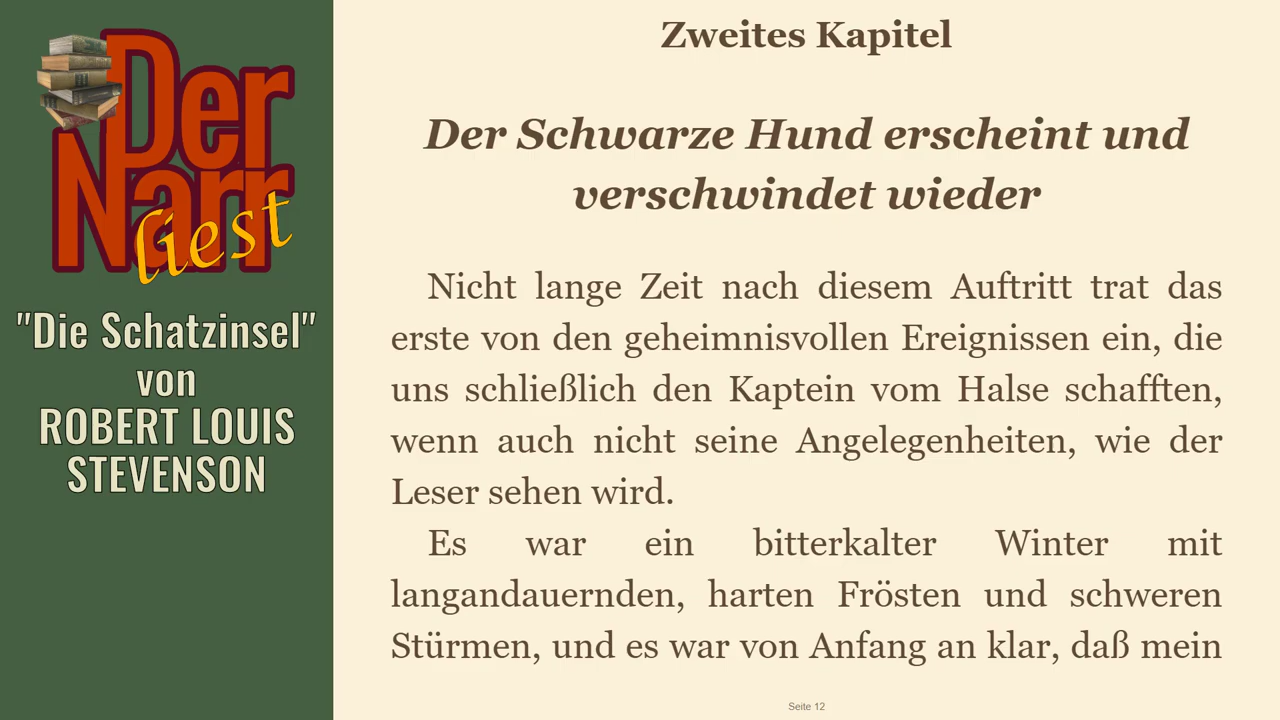 Der
Narr
liest
"Die Schatzinsel"
von
ROBERT LOUIS
STEVENSON
Zweites Kapitel
Der Schwarze Hund erscheint und
verschwindet wieder
Nicht lange Zeit nach diesem Auftritt trat das
erste von den geheimnisvollen Ereignissen ein, die
uns schließlich den Kaptein vom Halse schafften,
wenn auch nicht seine Angelegenheiten, wie der
Leser sehen wird.
Es war ein bitterkalter Winter mit
langandauernden, harten Frösten und schweren
Stürmen, und es war von Anfang an klar, daß mein
Seite 12